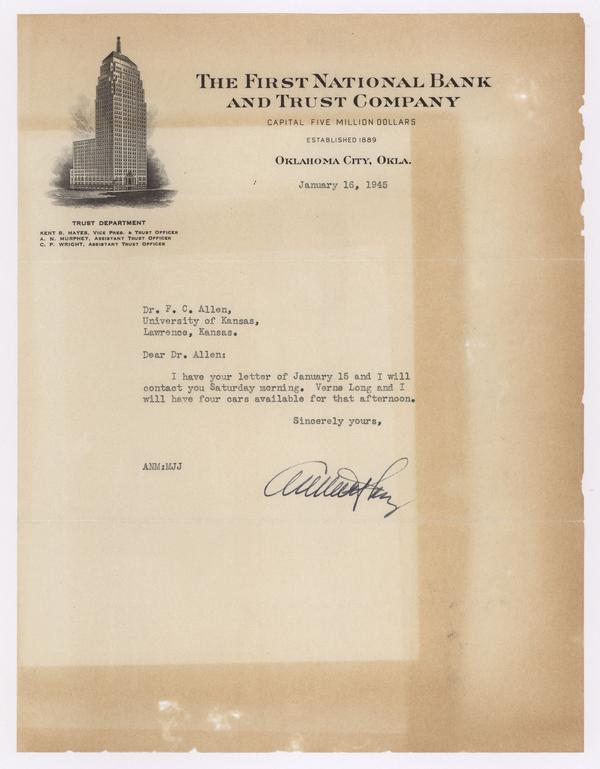 THE FIRST NATIONAL BANK
AND TRUST COMPANY
CAPITAL FIVE MILLION DOLLARS
ESTABLISHED 1889
OKLAHOMA CITY, OKLA.
January 16, 1945
TRUST DEPARTMENT
KENT B. HAYES, VICE PRES. & TRUST OFFICER
A. N. MURPHEY, ASSISTANT TRUST OFFICER
C. P. WRIGHT, ASSISTANT TRUST OFFICER
Dr. F. C. Allen,
University of Kansas,
Lawrence, Kansas.
Dear Dr. Allen:
I have your letter of January 15 and I will
contact you Saturday morning. Verne Long and I
will have four cars available for that afternoon.
Sincerely yours,
ANM:MJJ